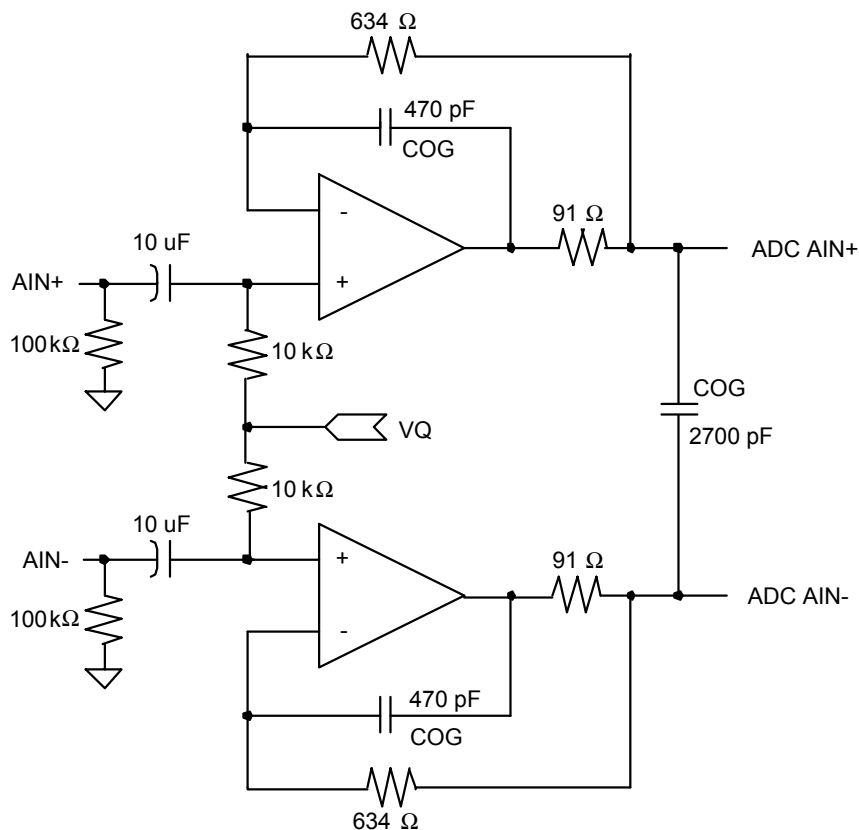 634 Ω
470 pF
COG
-
+
91 Ω
ADC AIN+
10 uF
AIN+
100kΩ
10 kΩ
VQ
COG
2700 pF
10 kΩ
10 uF
AIN-
100kΩ
+
-
91 Ω
ADC AIN-
470 pF
COG
634 Ω